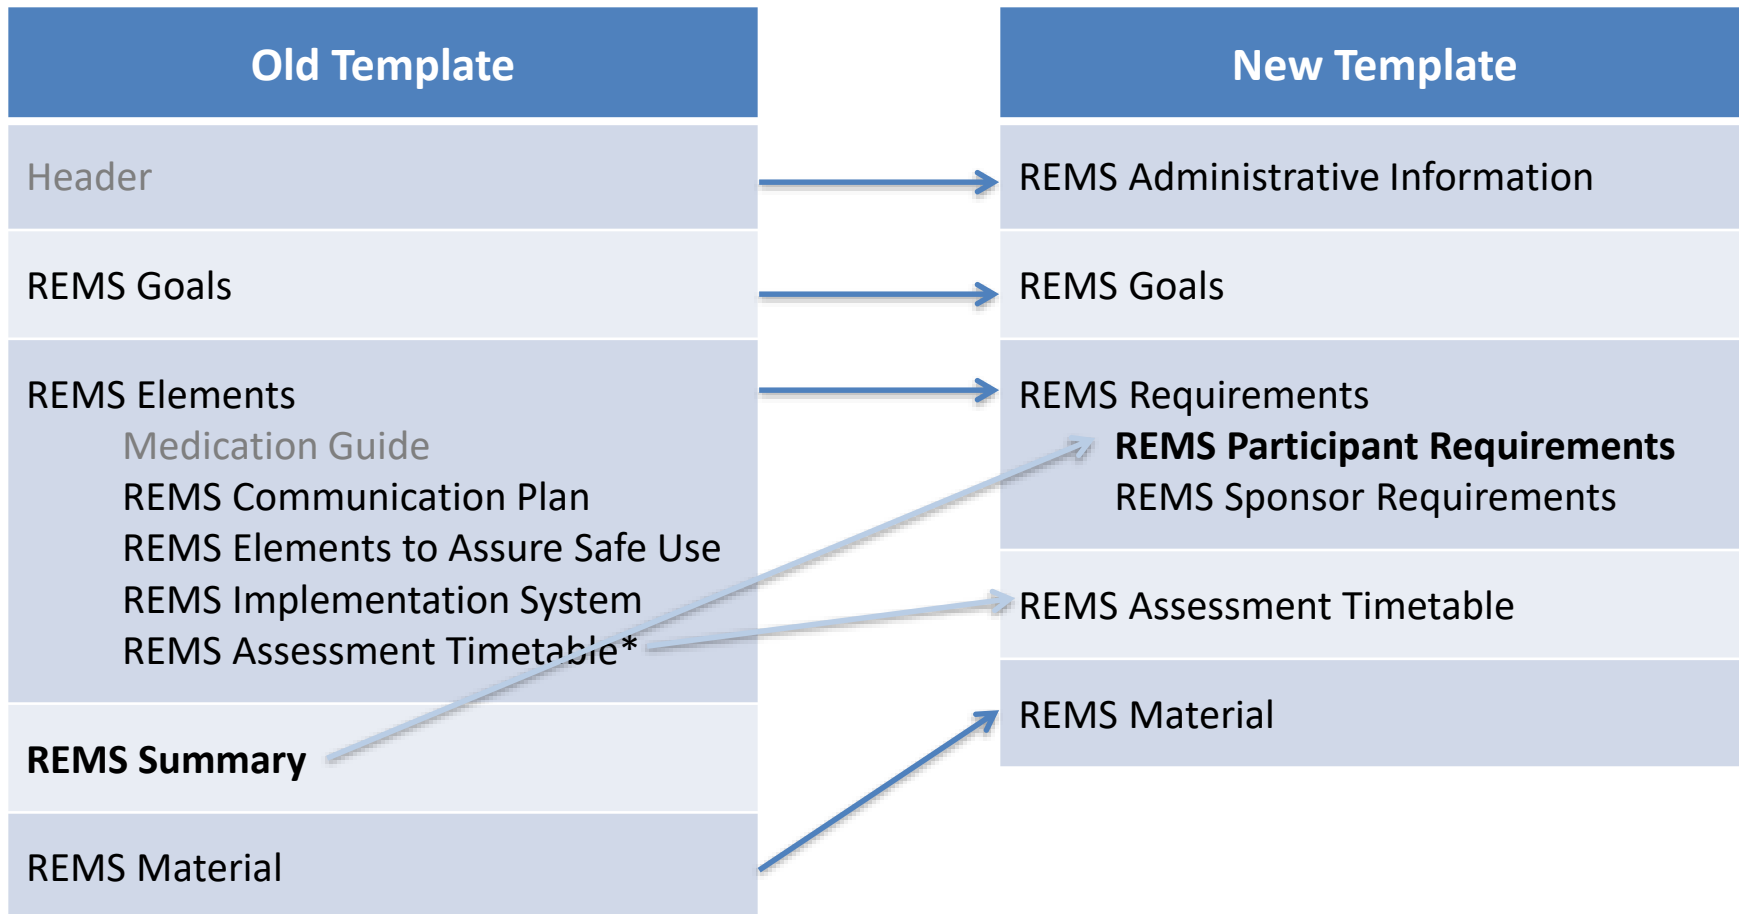 Old Template
Header
REMS Goals
REMS Elements
Medication Guide
REMS Communication Plan
REMS Elements to Assure Safe Use
REMS Implementation System
REMS Assessment Timetable*
REMS Summary
REMS Material
New Template
REMS Administrative Information
REMS Goals
REMS Requirements
REMS Participant Requirements
REMS Sponsor Requirements
REMS Assessment Timetable
REMS Material